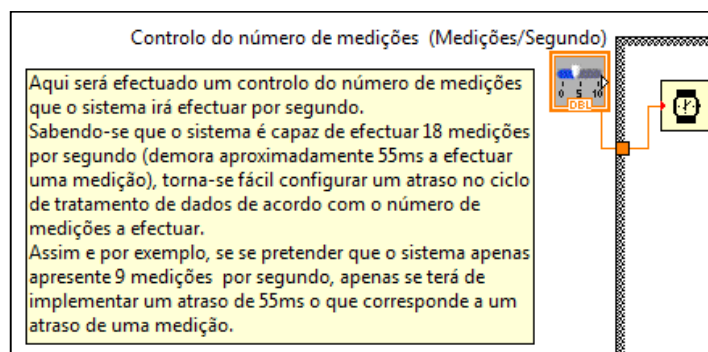 Controlo do número de medições (Medições/Segundo)
Aqui será efectuado um controlo do número de medições
que o sistema irá efectuar por segundo.
Sabendo-se que o sistema é capaz de efectuar 18 medições
por segundo (demora aproximadamente 55ms a efectuar
uma medição), torna-se fácil configurar um atraso no ciclo
de tratamento de dados de acordo com o número de
medições a efectuar.
Assim e por exemplo, se se pretender que o sistema apenas
apresente 9 medições por segundo, apenas se terá de
implementar um atraso de 55ms o que corresponde a um
atraso de uma medição.
0 5 10
DBL